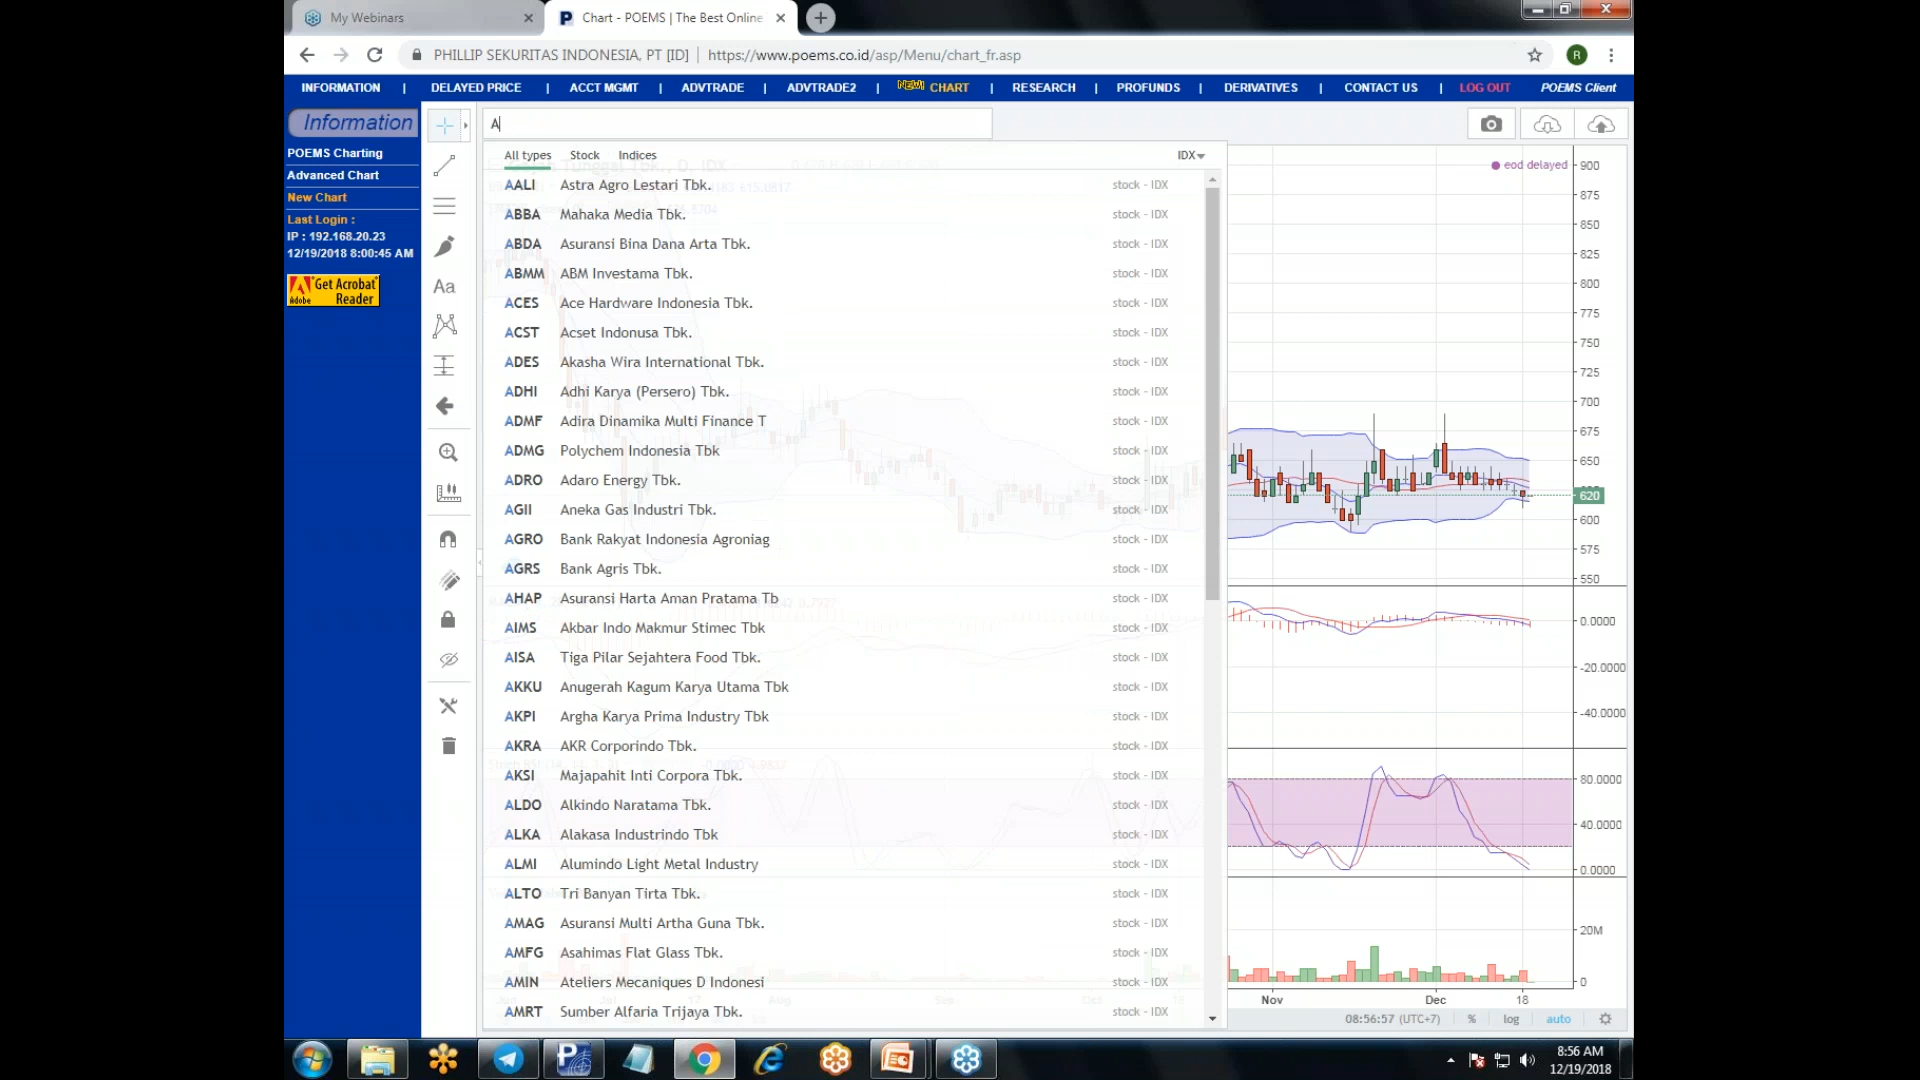 My Webinars
Chart - POEMS | The Best Online
PHILLIP SEKURITAS INDONESIA, PT [ID] | https://www.poems.co.id/asp/Menu/chart_fr.asp
R
INFORMATION | DELAYED PRICE | ACCT MGMT | ADVTRADE | ADVTRADE2 | NEW! CHART | RESEARCH | PROFUNDS | DERIVATIVES | CONTACT US | LOG OUT POEMS Client
Information
POEMS Charting
Advanced Chart
New Chart
Last Login :
IP : 192.168.20.23
12/19/2018 8:00:45 AM
Get Acrobat
Adobe Reader
Aa
A
All types Stock Indices IDX
AALI Astra Agro Lestari Tbk. stock - IDX
ABBA Mahaka Media Tbk. stock - IDX
ABDA Asuransi Bina Dana Arta Tbk. stock - IDX
ABMM ABM Investama Tbk. stock - IDX
ACES Ace Hardware Indonesia Tbk. stock - IDX
ACST Acset Indonusa Tbk. stock - IDX
ADES Akasha Wira International Tbk. stock - IDX
ADHI Adhi Karya (Persero) Tbk. stock - IDX
ADMF Adira Dinamika Multi Finance T stock - IDX
ADMG Polychem Indonesia Tbk stock - IDX
ADRO Adaro Energy Tbk. stock - IDX
AGII Aneka Gas Industri Tbk. stock - IDX
AGRO Bank Rakyat Indonesia Agroniag stock - IDX
AGRS Bank Agris Tbk. stock - IDX
AHAP Asuransi Harta Aman Pratama Tb stock - IDX
AIMS Akbar Indo Makmur Stimec Tbk stock - IDX
AISA Tiga Pilar Sejahtera Food Tbk. stock - IDX
AKKU Anugerah Kagum Karya Utama Tbk stock - IDX
AKPI Argha Karya Prima Industry Tbk stock - IDX
AKRA AKR Corporindo Tbk. stock - IDX
AKSI Majapahit Inti Corpora Tbk. stock - IDX
ALDO Alkindo Naratama Tbk. stock - IDX
ALKA Alakasa Industrindo Tbk stock - IDX
ALMI Alumindo Light Metal Industry stock - IDX
ALTO Tri Banyan Tirta Tbk. stock - IDX
AMAG Asuransi Multi Artha Guna Tbk. stock - IDX
AMFG Asahimas Flat Glass Tbk. stock - IDX
AMIN Ateliers Mecaniques D Indonesi stock - IDX
AMRT Sumber Alfaria Trijaya Tbk. stock - IDX
eod delayed
900
875
850
825
800
775
750
725
700
675
650
620
600
575
550
0.0000
-20.0000
-40.0000
80.0000
40.0000
0.0000
20M
0
Nov Dec 18
08:56:57 (UTC+7) % log auto
8:56 AM
12/19/2018